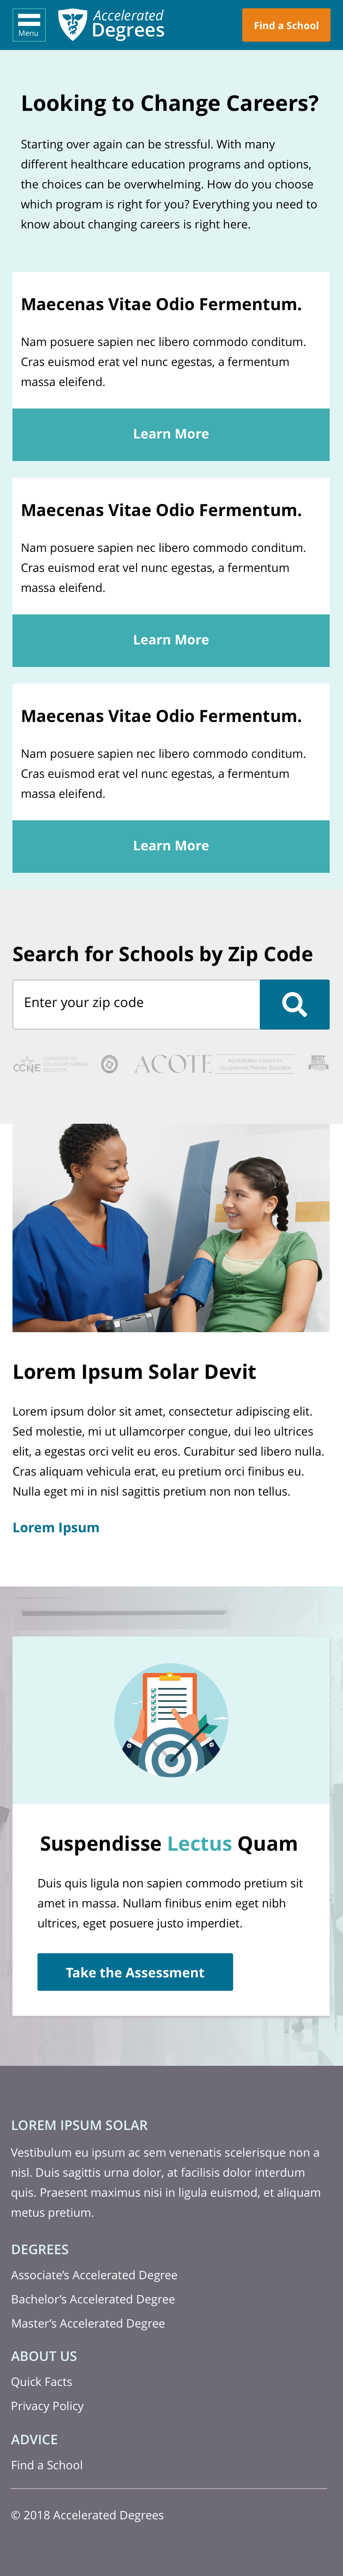 Menu
Accelerated
Degrees
Find a School
Looking to Change Careers?
Starting over again can be stressful. With many
different healthcare education programs and options,
the choices can be overwhelming. How do you choose
which program is right for you? Everything you need to
know about changing careers is right here.
Maecenas Vitae Odio Fermentum.
Nam posuere sapien nec libero commodo conditum.
Cras euismod erat vel nunc egestas, a fermentum
massa eleifend.
Learn More
Maecenas Vitae Odio Fermentum.
Nam posuere sapien nec libero commodo conditum.
Cras euismod erat vel nunc egestas, a fermentum
massa eleifend.
Learn More
Maecenas Vitae Odio Fermentum.
Nam posuere sapien nec libero commodo conditum.
Cras euismod erat vel nunc egestas, a fermentum
massa eleifend.
Learn More
Search for Schools by Zip Code
Enter your zip code
CCNE
COMMISSION ON
COLLEGIATE NURSING
EDUCATION
ACOTE
Accreditation Council for
Occupational Therapy Education
Lorem Ipsum Solar Devit
Lorem ipsum dolor sit amet, consectetur adipiscing elit.
Sed molestie, mi ut ullamcorper congue, dui leo ultrices
elit, a egestas orci velit eu eros. Curabitur sed libero nulla.
Cras aliquam vehicula erat, eu pretium orci finibus eu.
Nulla eget mi in nisl sagittis pretium non non tellus.
Lorem Ipsum
Suspendisse Lectus Quam
Duis quis ligula non sapien commodo pretium sit
amet in massa. Nullam finibus enim eget nibh
ultrices, eget posuere justo imperdiet.
Take the Assessment
LOREM IPSUM SOLAR
Vestibulum eu ipsum ac sem venenatis scelerisque non a
nisl. Duis sagittis urna dolor, at facilisis dolor interdum
quis. Praesent maximus nisi in ligula euismod, et aliquam
metus pretium.
DEGREES
Associate’s Accelerated Degree
Bachelor’s Accelerated Degree
Master’s Accelerated Degree
ABOUT US
Quick Facts
Privacy Policy
ADVICE
Find a School
© 2018 Accelerated Degrees